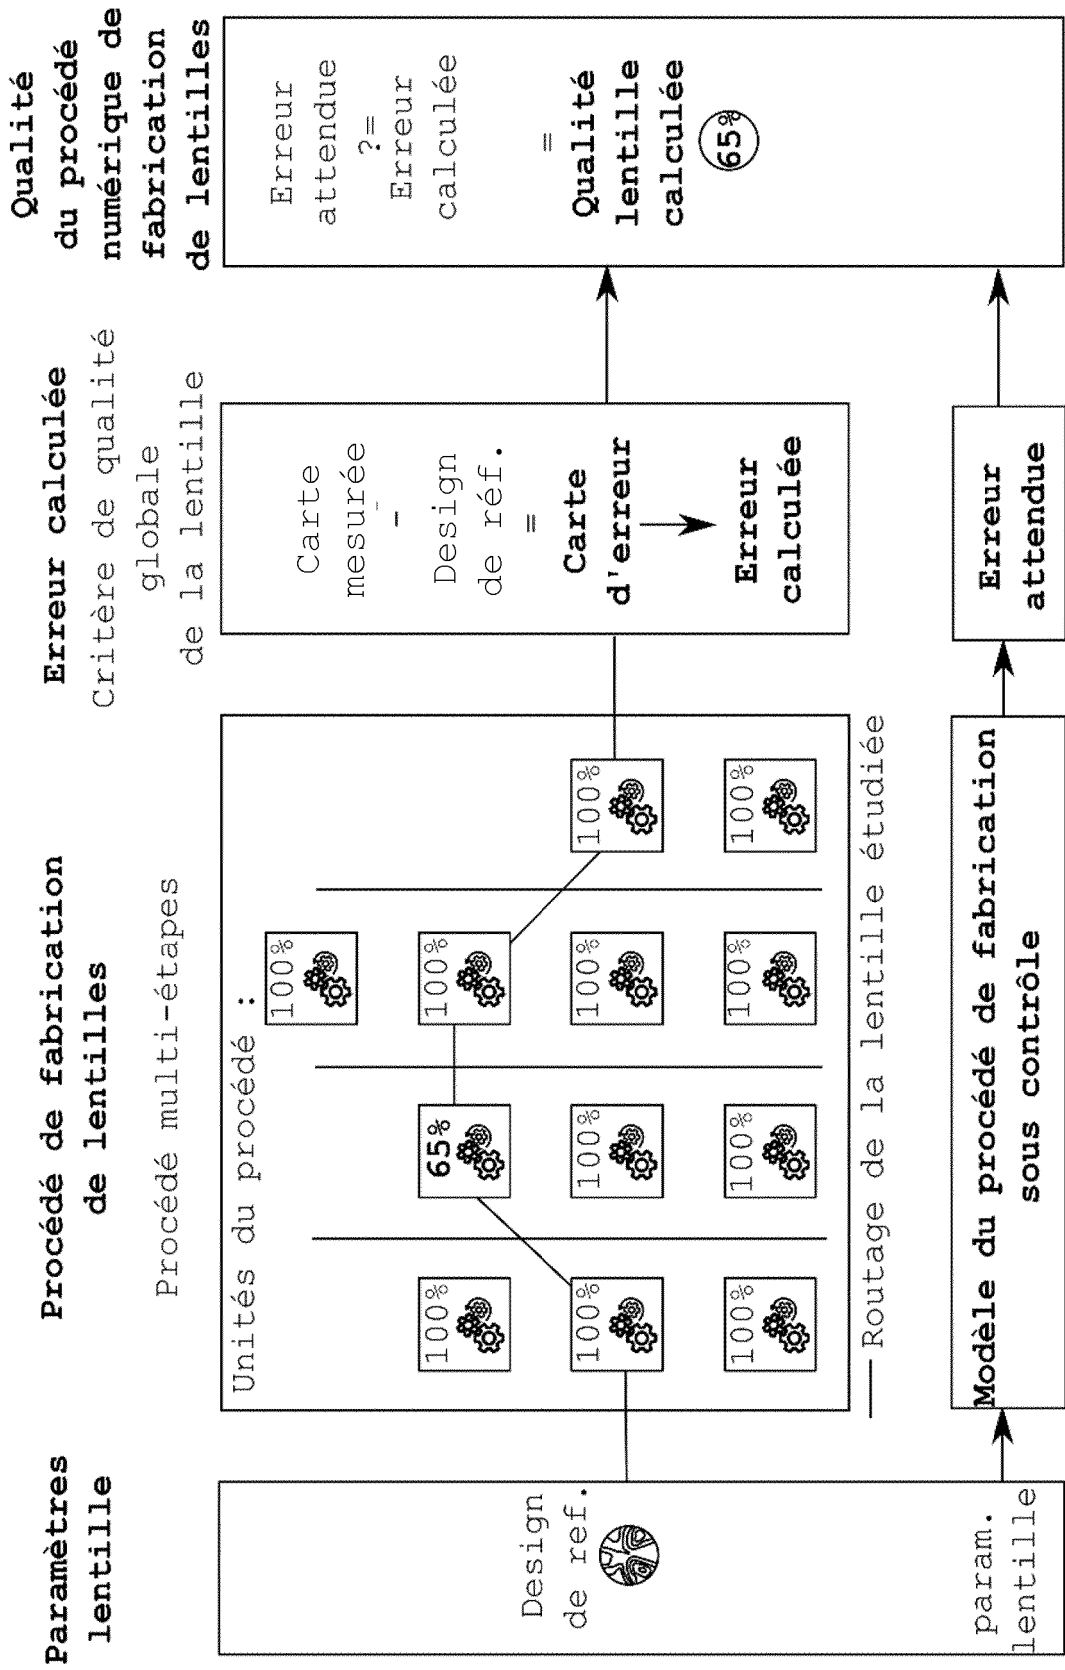 Paramètres
lentille
Design
de ref.
param.
lentille
Procédé de fabrication
de lentilles
Procédé multi-étapes
Unités du procédé :
100%
100%
100%
65%
100%
100%
100%
100%
100%
100%
100%
100%
Routage de la lentille étudiée
Modèle du procédé de fabrication
sous contrôle
Erreur calculée
Critère de qualité
globale
de la lentille
Carte
mesurée
-
Design
de réf.
=
Carte
d'erreur
Erreur
calculée
Erreur
attendue
Qualité
du procédé
numérique de
fabrication
de lentilles
Erreur
attendue
?=
Erreur
calculée
=
Qualité
lentille
calculée
65%